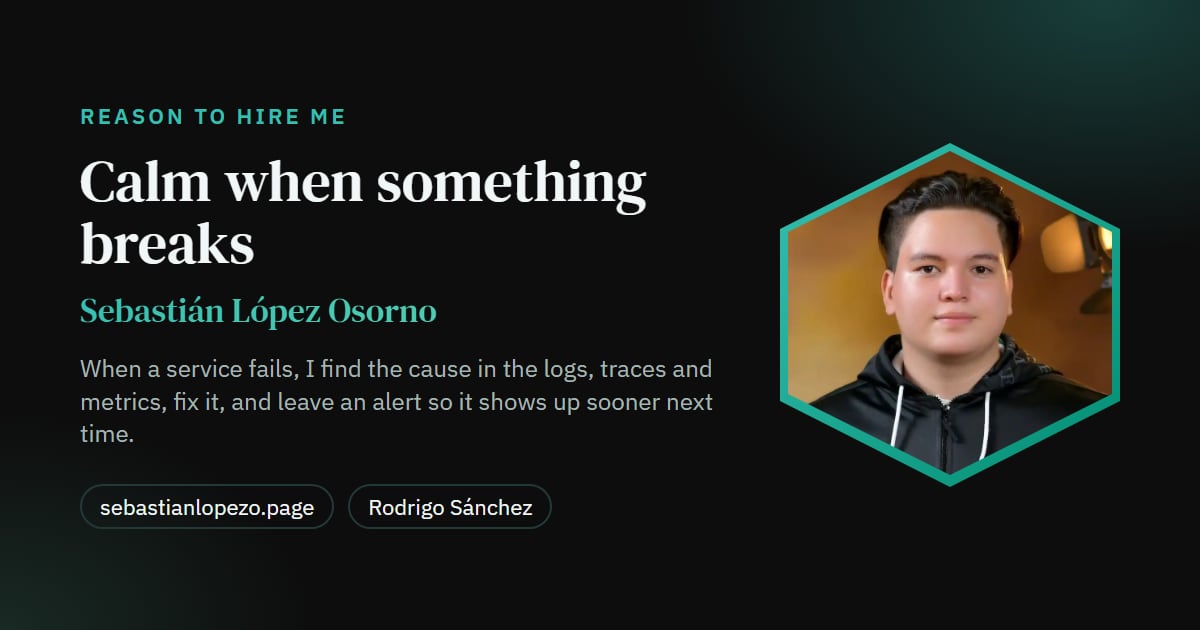 REASON TO HIRE ME
Calm when something
breaks
Sebastián López Osorno
When a service fails, I find the cause in the logs, traces and
metrics, fix it, and leave an alert so it shows up sooner next
time.
sebastianlopezo.page
Rodrigo Sánchez